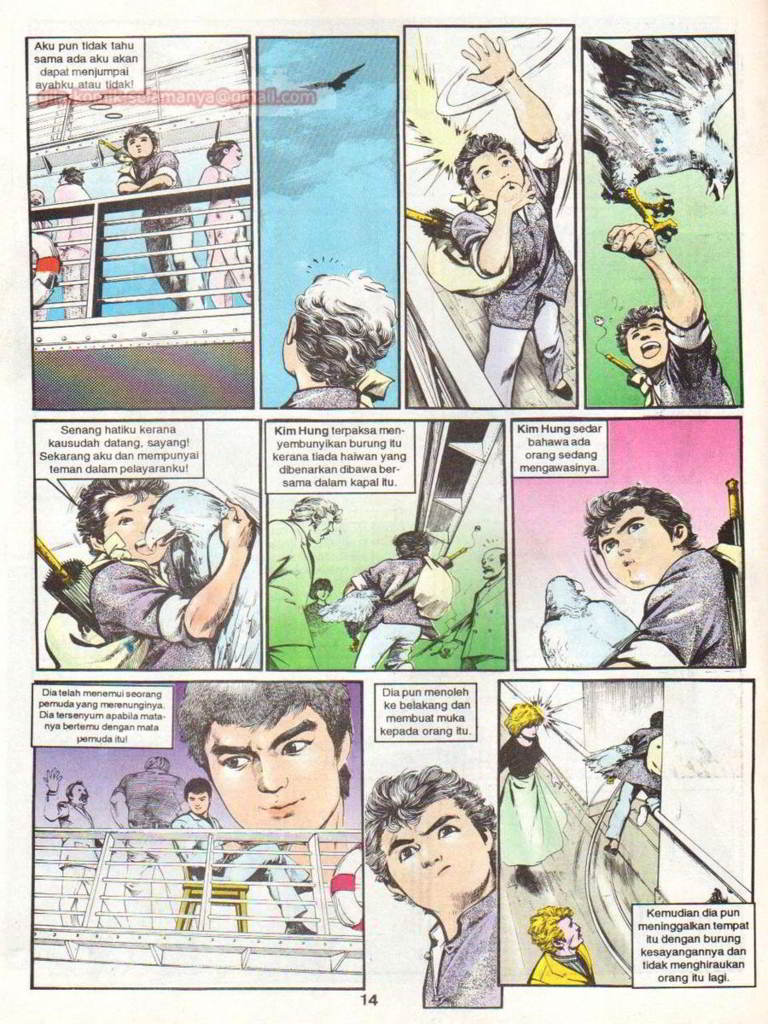 Aku pun tidak tahu
sama ada aku akan
dapat menjumpai
ayahku atau tidak!
Senang hatiku kerana
kausudah datang, sayang!
Sekarang aku dan mempunyai
teman dalam pelayaranku!
Kim Hung terpaksa men-
yembunyikan burung itu
kerana tiada haiwan yang
dibenarkan dibawa ber-
sama dalam kapal itu.
Kim Hung sedar
bahawa ada
orang sedang
mengawasinya.
Dia telah menemui seorang
pemuda yang merenunginya.
Dia tersenyum apabila mata-
nya bertemu dengan mata
pemuda itu!
Dia pun menoleh
ke belakang dan
membuat muka
kepada orang itu.
Kemudian dia pun
meninggalkan tempat
itu dengan burung
kesayangannya dan
tidak menghiraukan
orang itu lagi.
14